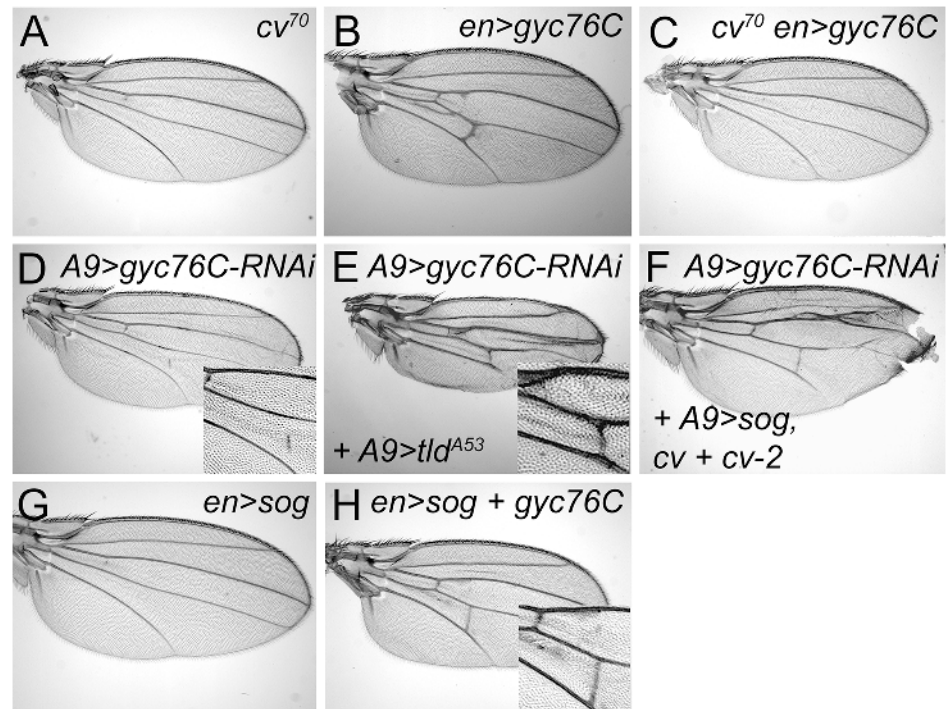 A cv70
B en>gyc76C
C cv70 en>gyc76C
D A9>gyc76C-RNAi
E A9>gyc76C-RNAi
+ A9>tldA53
F A9>gyc76C-RNAi
+ A9>sog,
cv + cv-2
G en>sog
H en>sog + gyc76C